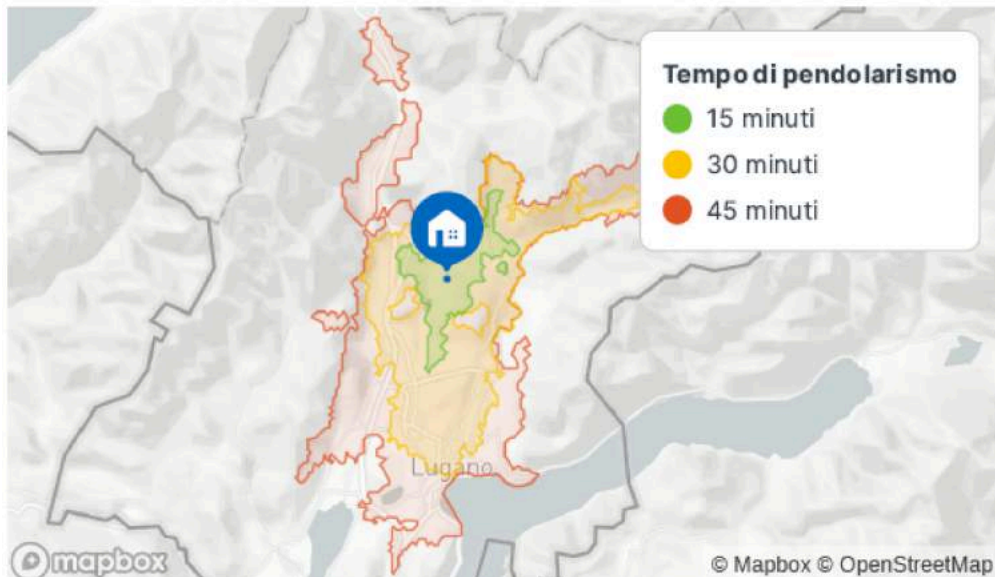 Tempo di pendolarismo
15 minuti
30 minuti
45 minuti
Lugano
mapbox
© Mapbox © OpenStreetMap